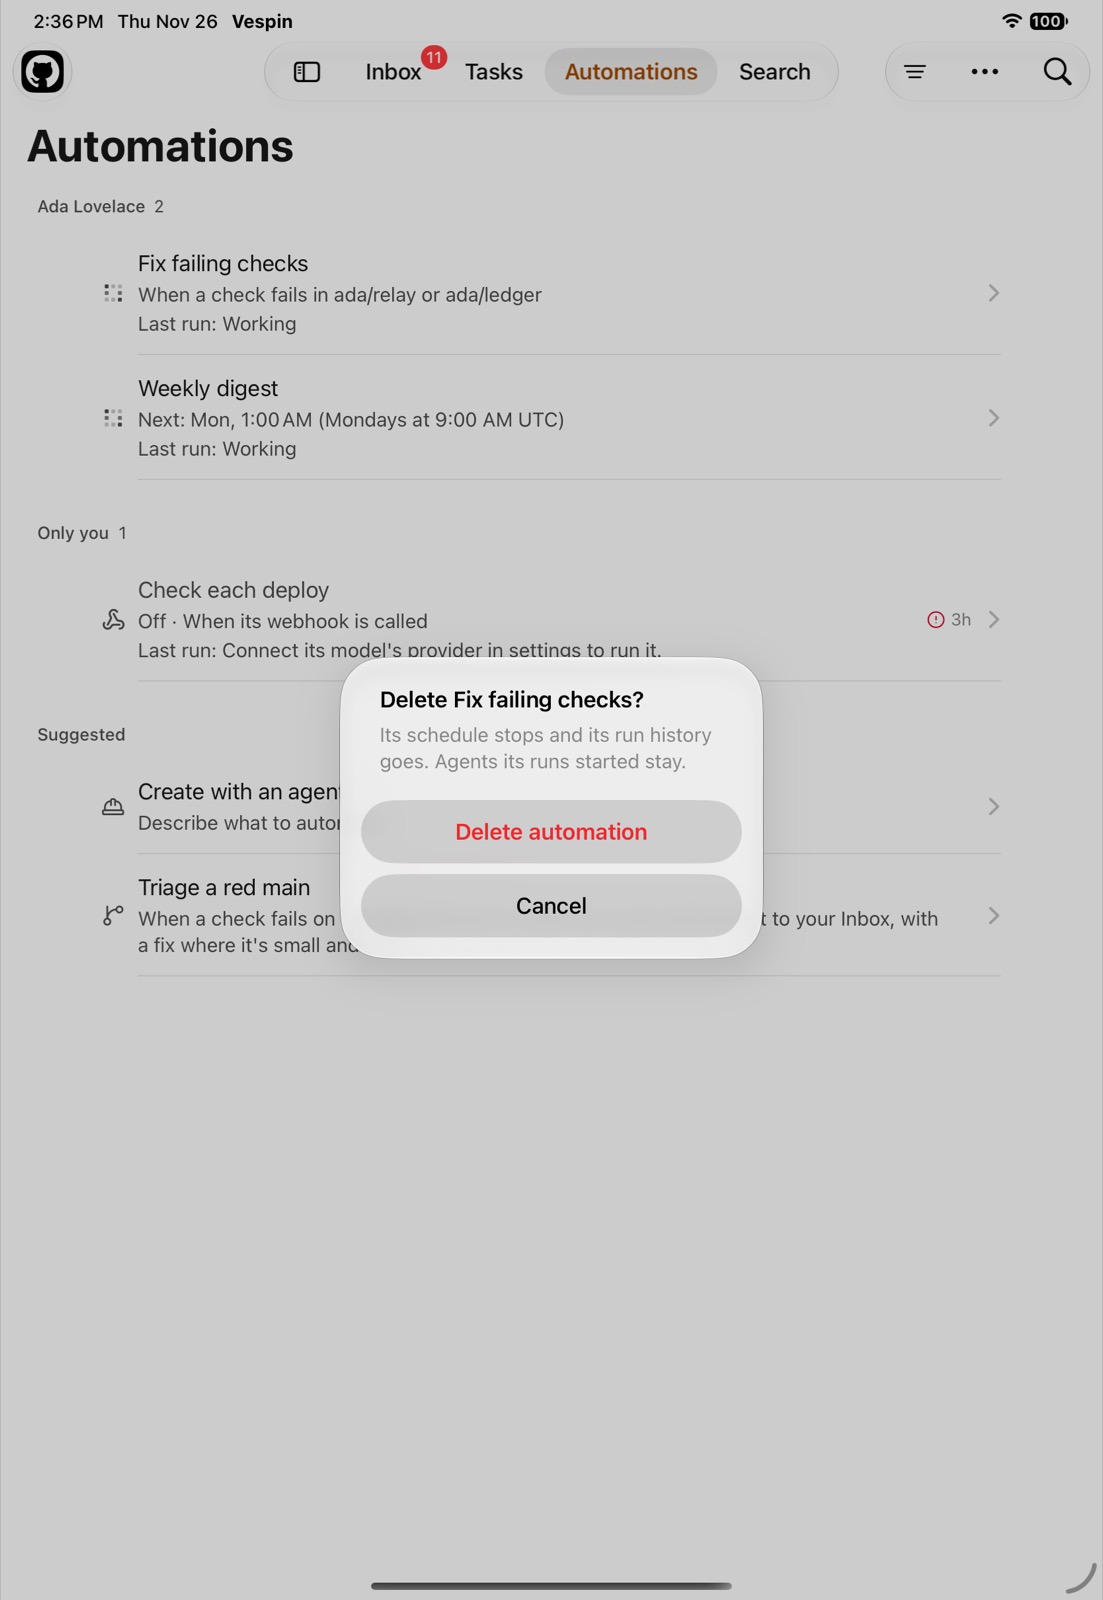 2:36 PM Thu Nov 26 Vespin
100
Inbox 11 Tasks Automations Search
Automations
Ada Lovelace 2
Fix failing checks
When a check fails in ada/relay or ada/ledger
Last run: Working
Weekly digest
Next: Mon, 1:00 AM (Mondays at 9:00 AM UTC)
Last run: Working
Only you 1
Check each deploy
Off · When its webhook is called
3h
Last run: Connect its model's provider in settings to run it.
Delete Fix failing checks?
Its schedule stops and its run history
goes. Agents its runs started stay.
Delete automation
Cancel
Suggested
Create with an agent
Describe what to
Triage a red main
When a check fails on
to your Inbox, with
a fix where it's small and